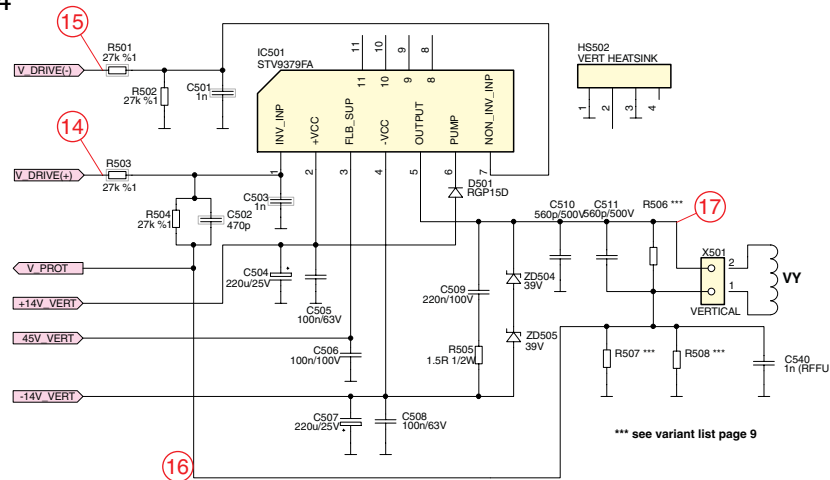 15
R501
27k %1
V_DRIVE(-)
R502
27k %1
C501
1n
IC501
STV9379FA
11
10
9
8
11
10
9
8
INV_INP
+VCC
FLB_SUP
-VCC
OUTPUT
PUMP
NON_INV_INP
1
2
3
4
5
6
7
HS502
VERT HEATSINK
1
2
3
4
14
R503
27k %1
V_DRIVE(+)
R504
27k %1
C502
470p
C503
1n
D501
RGP15D
C510
560p/500V
C511
560p/500V
R506 ***
17
X501
2
1
VERTICAL
2
1
VY
V_PROT
C504
220u/25V
+
+14V_VERT
C505
100n/63V
C509
220n/100V
ZD504
39V
45V_VERT
C506
100n/100V
R505
1.5R 1/2W
ZD505
39V
R507 ***
R508 ***
C540
1n (RFFU
-14V_VERT
C507
220u/25V
+
C508
100n/63V
*** see variant list page 9
16